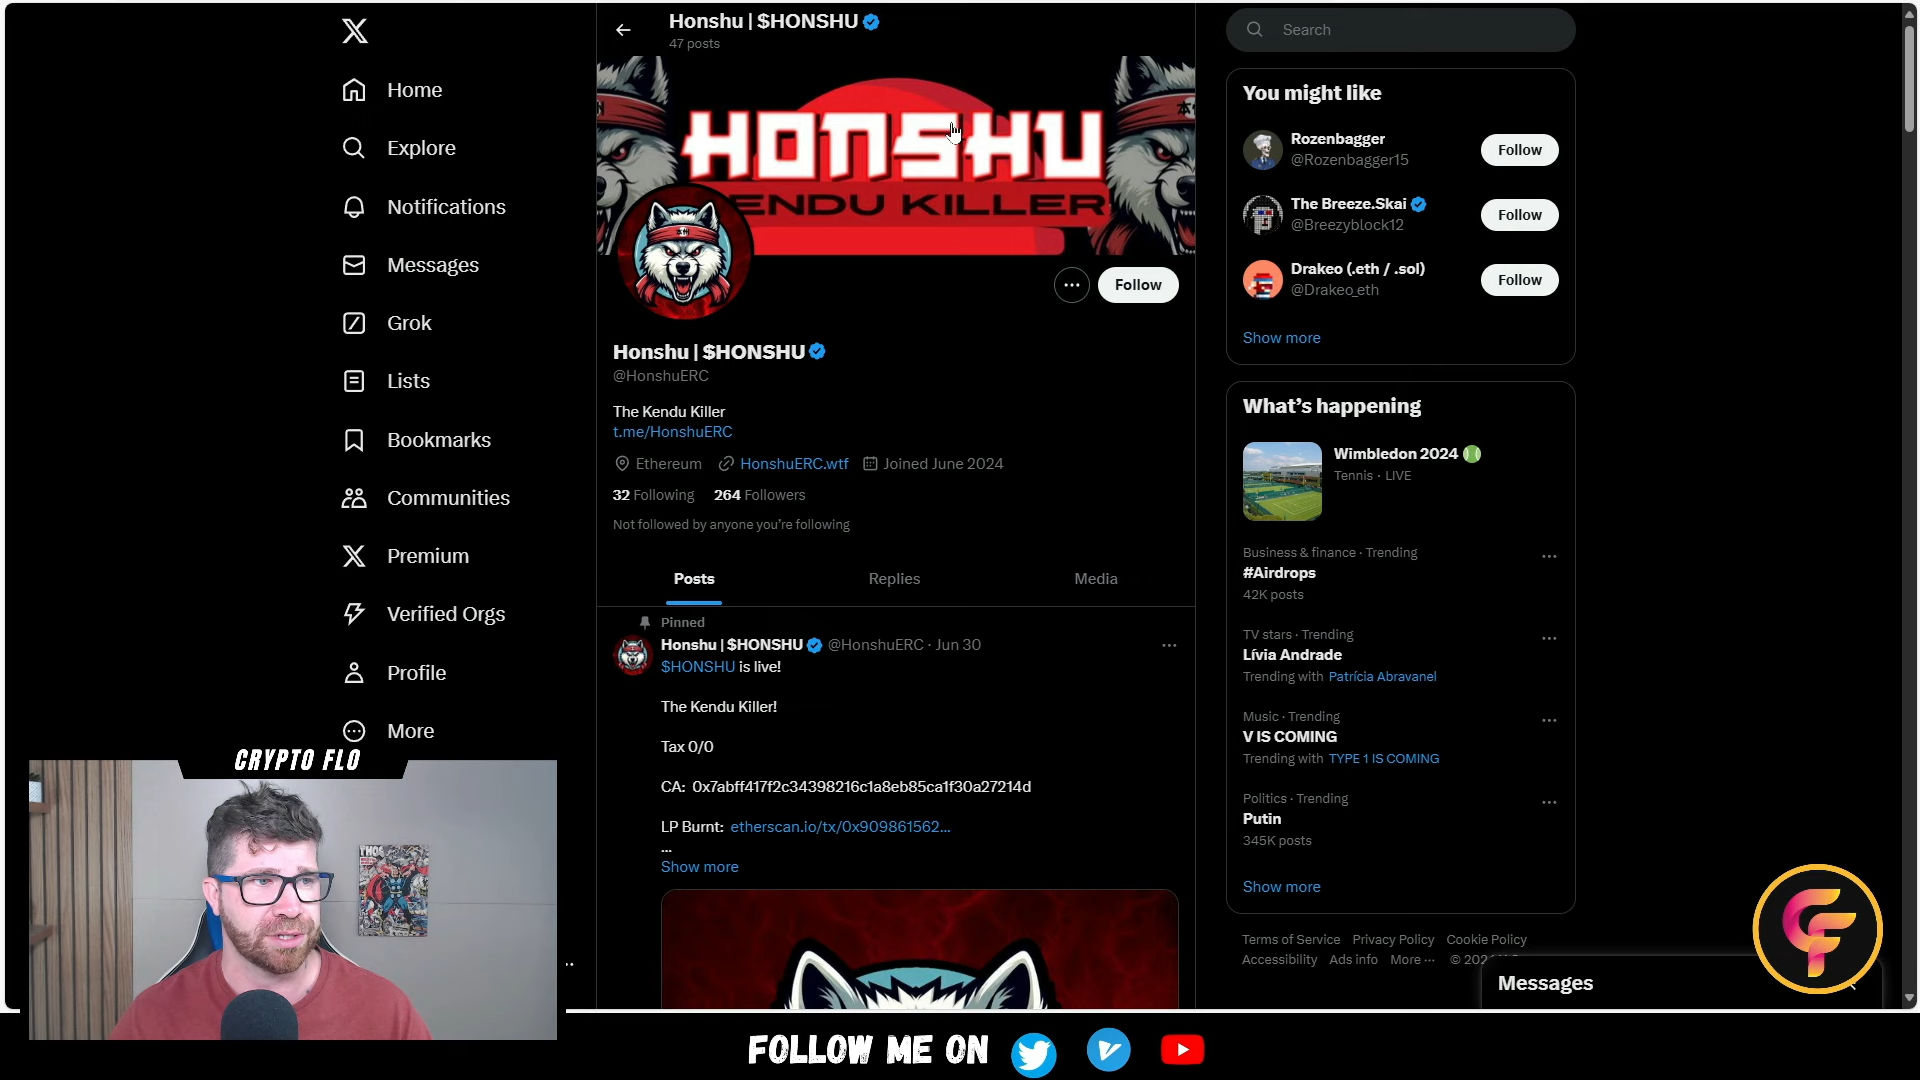 Home
Explore
Notifications
Messages
Grok
Lists
Bookmarks
Communities
Premium
Verified Orgs
Profile
More
Honshu | $HONSHU
47 posts
HONSHU
ENDU KILLER
本州
Follow
Honshu | $HONSHU
@HonshuERC
The Kendu Killer
t.me/HonshuERC
Ethereum HonshuERC.wtf Joined June 2024
32 Following 264 Followers
Not followed by anyone you're following
Posts Replies Media
Pinned
Honshu | $HONSHU @HonshuERC · Jun 30
$HONSHU is live!
The Kendu Killer!
Tax 0/0
CA: 0x7abff417f2c34398216c1a8eb85ca1f30a27214d
LP Burnt: etherscan.io/tx/0x909861562...
...
Show more
Search
You might like
Rozenbagger
@Rozenbagger15
Follow
The Breeze.Skai
@Breezyblock12
Follow
Drakeo (.eth / .sol)
@Drakeo_eth
Follow
Show more
What's happening
Wimbledon 2024
Tennis · LIVE
Business & finance · Trending
#Airdrops
42K posts
TV stars · Trending
Lívia Andrade
Trending with Patrícia Abravanel
Music · Trending
V IS COMING
Trending with TYPE 1 IS COMING
Politics · Trending
Putin
345K posts
Show more
Terms of Service Privacy Policy Cookie Policy
Accessibility Ads info More ··· ©
Messages
CRYPTO FLO
THOR
FOLLOW ME ON